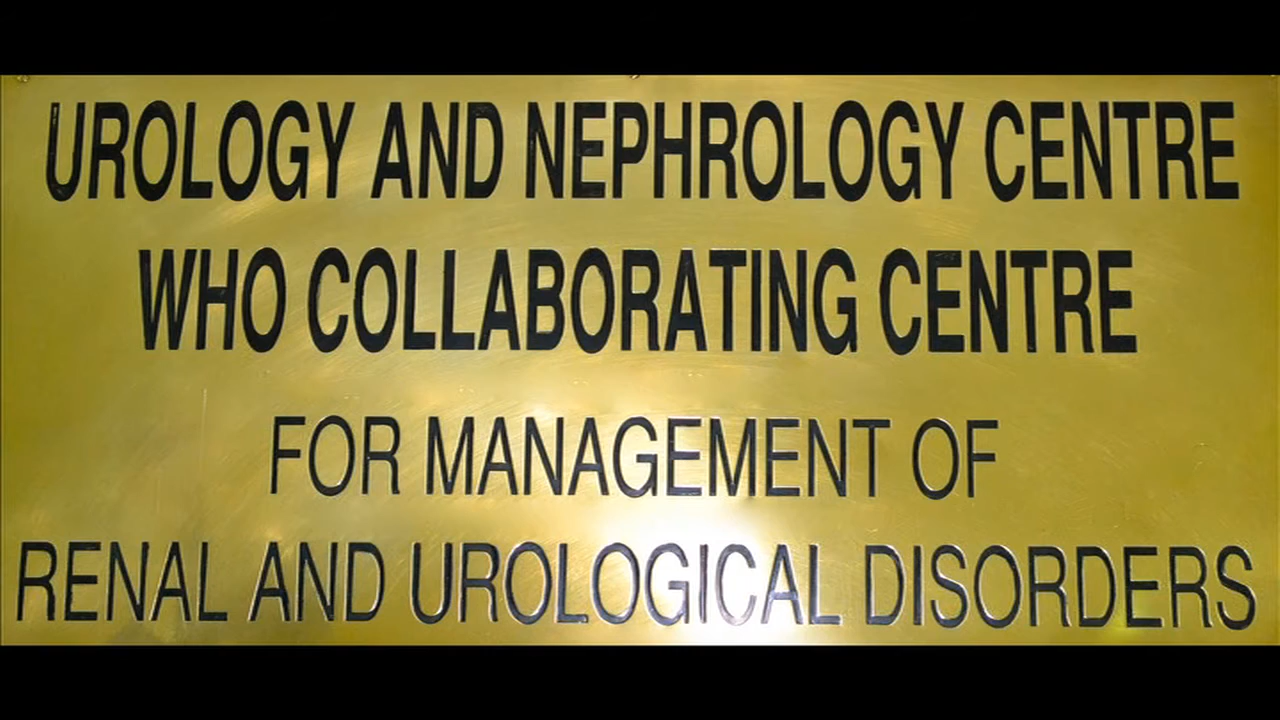 UROLOGY AND NEPHROLOGY CENTRE
WHO COLLABORATING CENTRE
FOR MANAGEMENT OF
RENAL AND UROLOGICAL DISORDERS